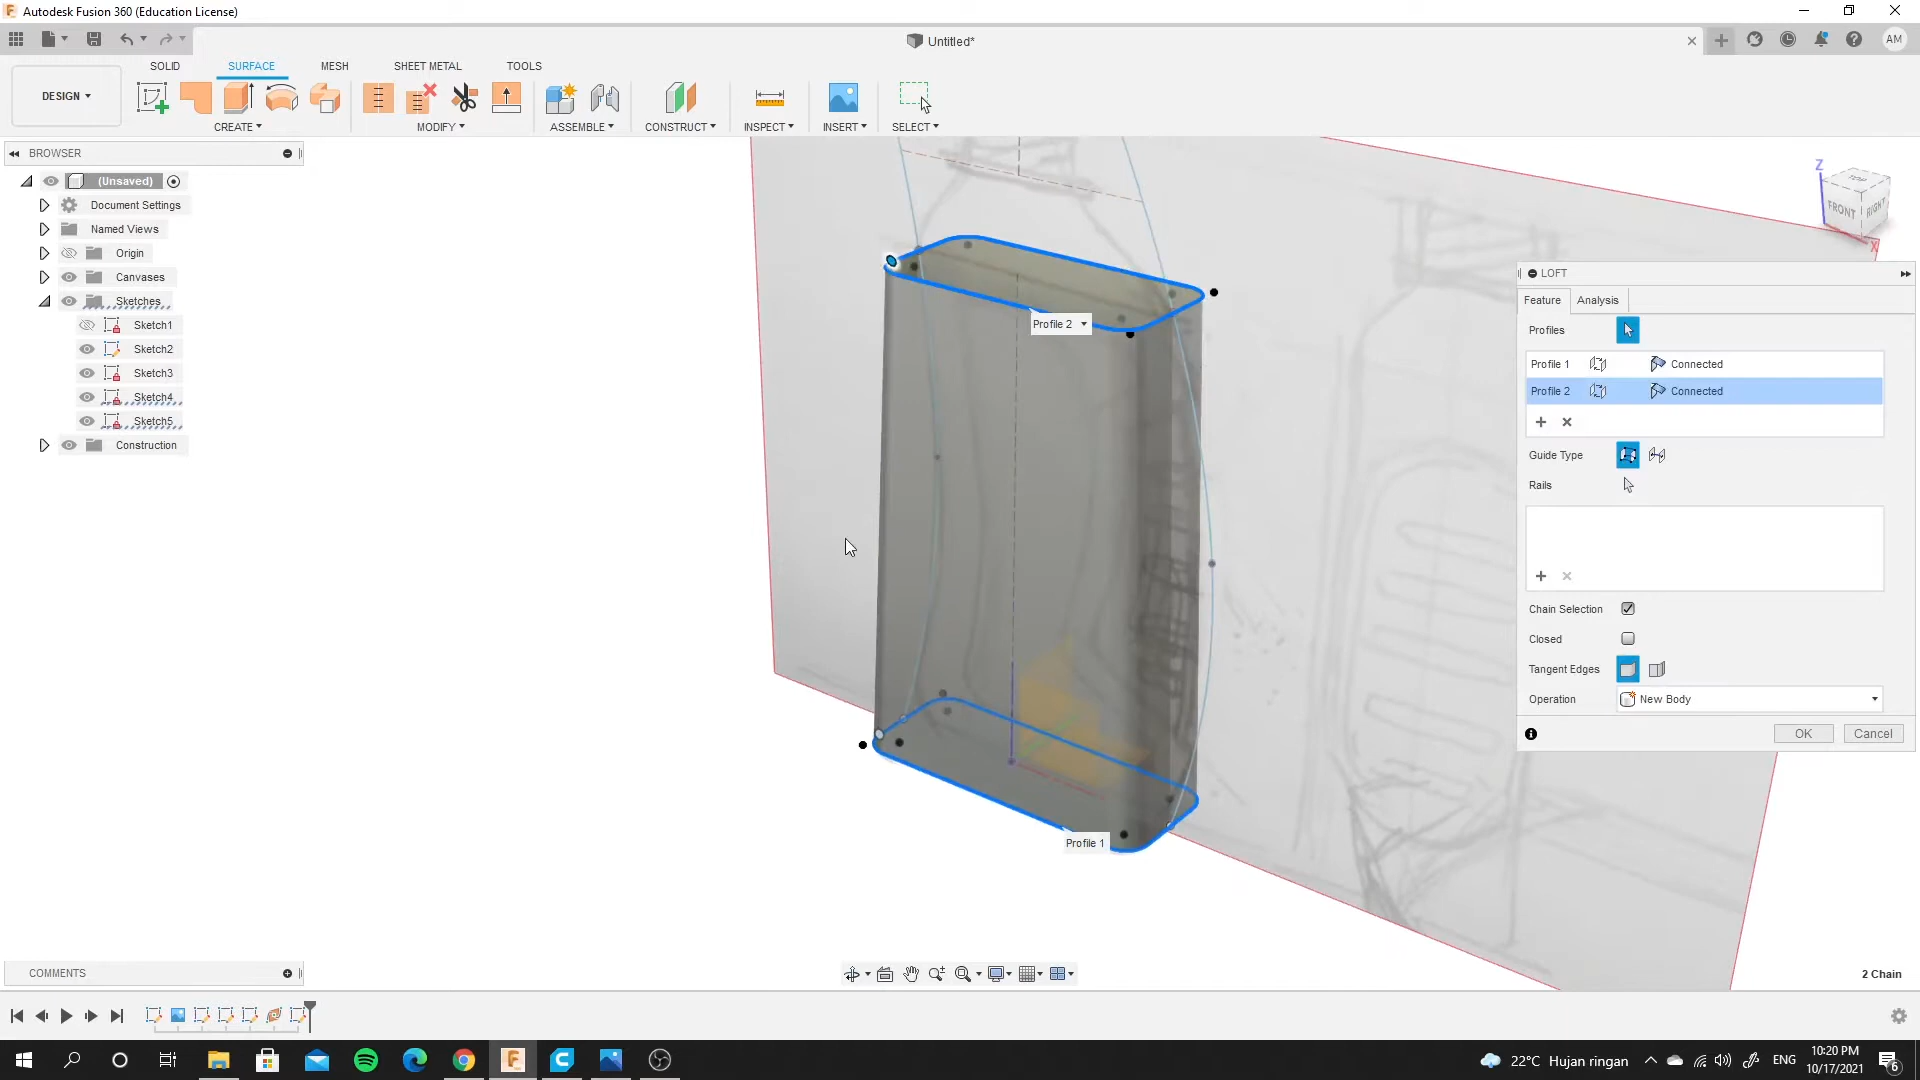 Autodesk Fusion 360 (Education License)
Untitled*
AM
DESIGN
SOLID
SURFACE
MESH
SHEET METAL
TOOLS
CREATE
MODIFY
ASSEMBLE
CONSTRUCT
INSPECT
INSERT
SELECT
BROWSER
(Unsaved)
Document Settings
Named Views
Origin
Canvases
Sketches
Sketch1
Sketch2
Sketch3
Sketch4
Sketch5
Construction
Z
TOP
FRONT
RIGHT
X
Profile 2
Profile 1
LOFT
Feature
Analysis
Profiles
Profile 1
Connected
Profile 2
Connected
Guide Type
Rails
Chain Selection
Closed
Tangent Edges
Operation
New Body
OK
Cancel
COMMENTS
2 Chain
22°C Hujan ringan
ENG
10:20 PM
10/17/2021
6